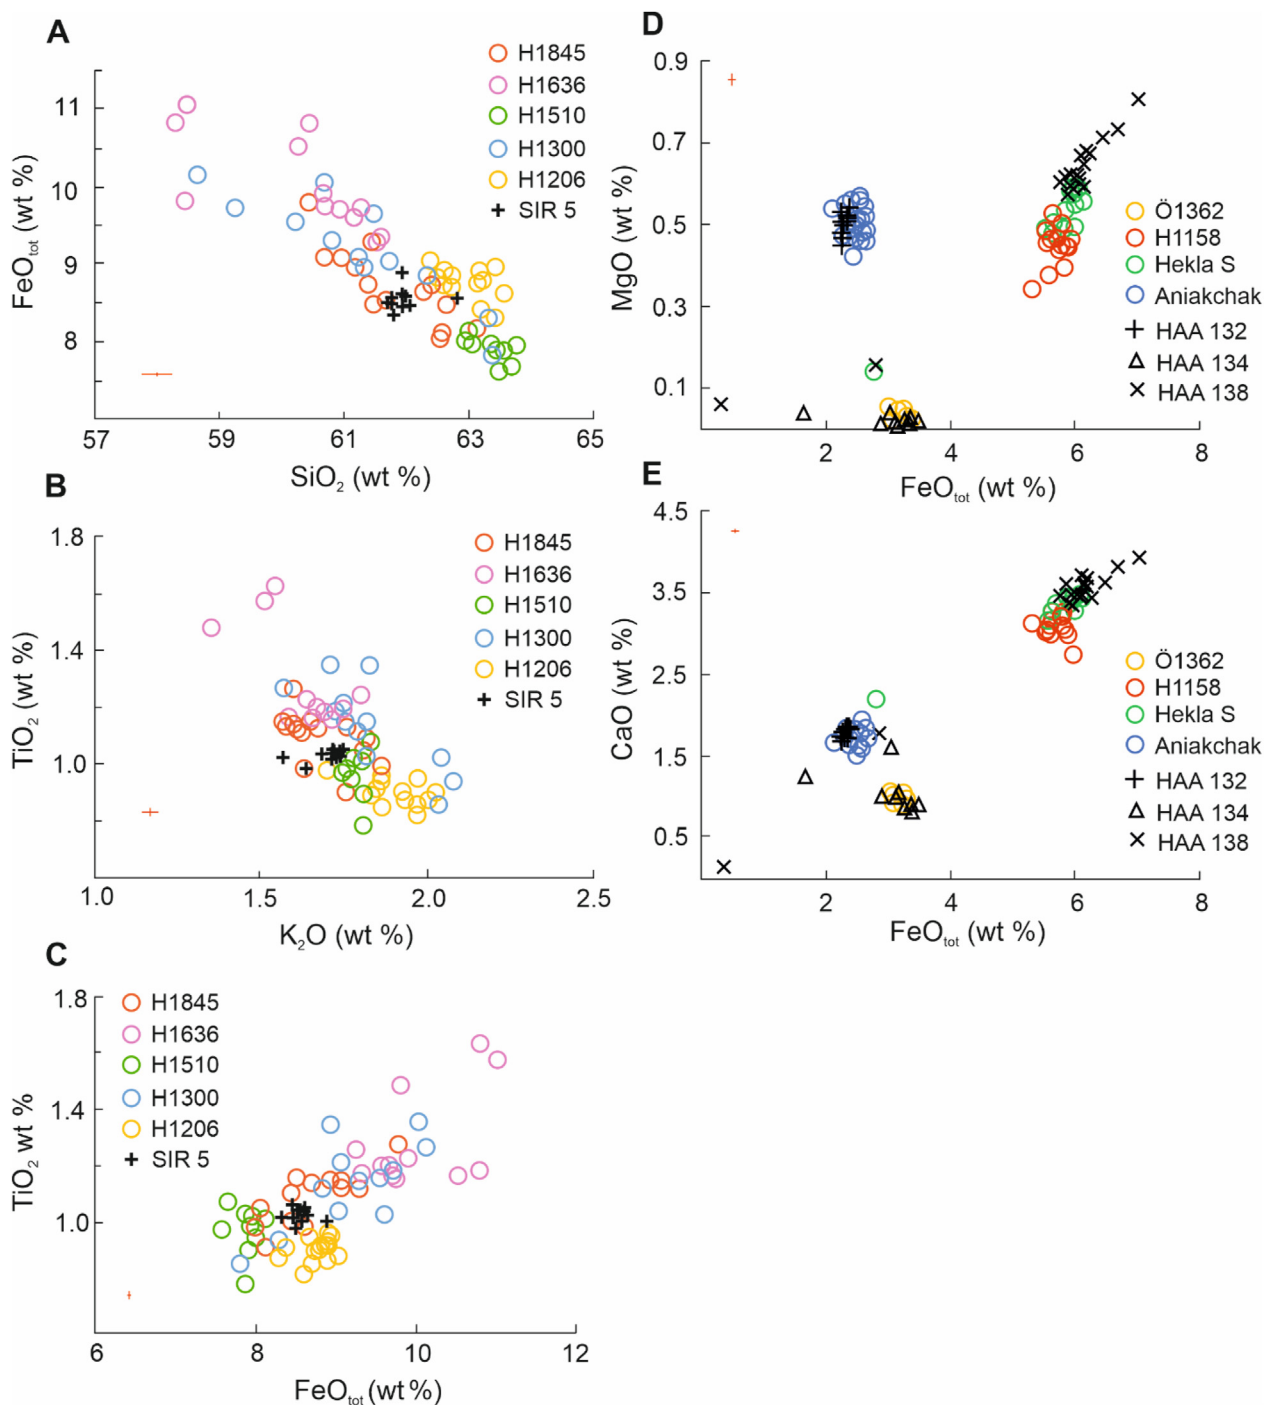 A
H1845
H1636
H1510
H1300
H1206
SIR 5
FeOtot (wt %)
11
10
9
8
57
59
61
63
65
SiO2 (wt %)
B
H1845
H1636
H1510
H1300
H1206
SIR 5
TiO2 (wt %)
1.8
1.4
1.0
1.0
1.5
2.0
2.5
K2O (wt %)
C
H1845
H1636
H1510
H1300
H1206
SIR 5
TiO2 wt %
1.8
1.4
1.0
6
8
10
12
FeOtot (wt %)
D
MgO (wt %)
0.9
0.7
0.5
0.3
0.1
Ö1362
H1158
Hekla S
Aniakchak
HAA 132
HAA 134
HAA 138
2
4
6
8
FeOtot (wt %)
E
CaO (wt %)
4.5
3.5
2.5
1.5
0.5
Ö1362
H1158
Hekla S
Aniakchak
HAA 132
HAA 134
HAA 138
2
4
6
8
FeOtot (wt %)